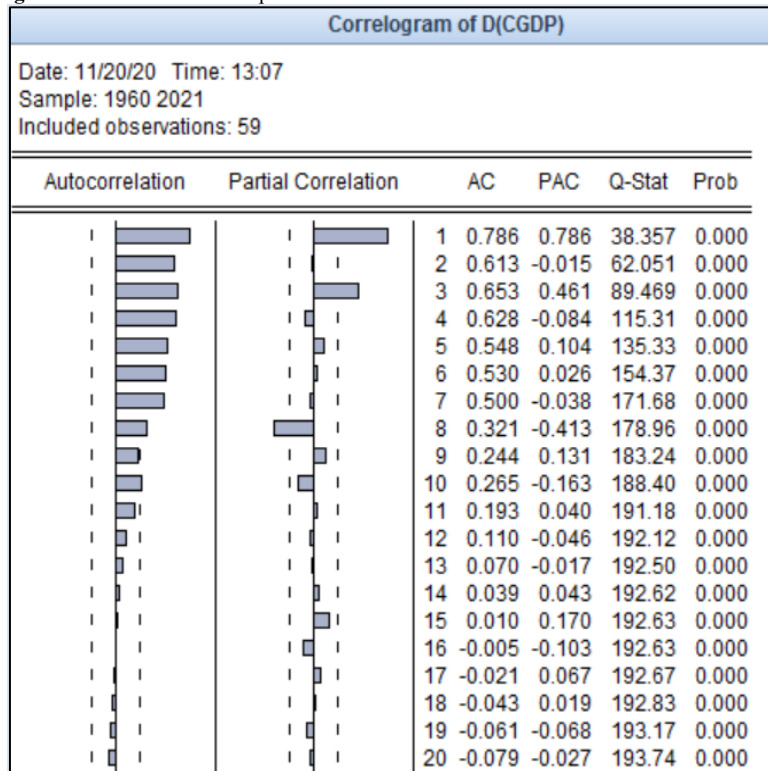 Correlogram of D(CGDP)
Date: 11/20/20 Time: 13:07
Sample: 1960 2021
Included observations: 59
Autocorrelation Partial Correlation AC PAC Q-Stat Prob
1 0.786 0.786 38.357 0.000
2 0.613 -0.015 62.051 0.000
3 0.653 0.461 89.469 0.000
4 0.628 -0.084 115.31 0.000
5 0.548 0.104 135.33 0.000
6 0.530 0.026 154.37 0.000
7 0.500 -0.038 171.68 0.000
8 0.321 -0.413 178.96 0.000
9 0.244 0.131 183.24 0.000
10 0.265 -0.163 188.40 0.000
11 0.193 0.040 191.18 0.000
12 0.110 -0.046 192.12 0.000
13 0.070 -0.017 192.50 0.000
14 0.039 0.043 192.62 0.000
15 0.010 0.170 192.63 0.000
16 -0.005 -0.103 192.63 0.000
17 -0.021 0.067 192.67 0.000
18 -0.043 0.019 192.83 0.000
19 -0.061 -0.068 193.17 0.000
20 -0.079 -0.027 193.74 0.000